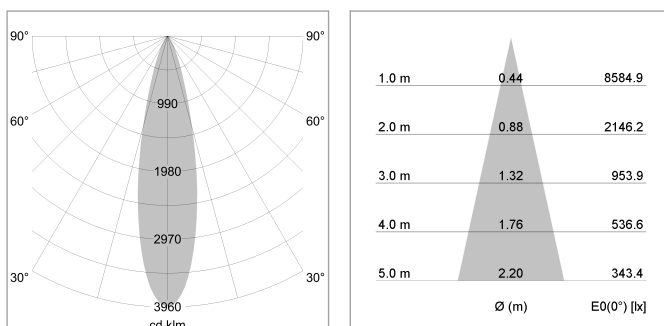 90° 90°
990
60° 60°
1980
2970
30° 30°
3960
cd klm
1.0 m 0.44 8584.9
2.0 m 0.88 2146.2
3.0 m 1.32 953.9
4.0 m 1.76 536.6
5.0 m 2.20 343.4
Ø (m) E0(0°) [lx]